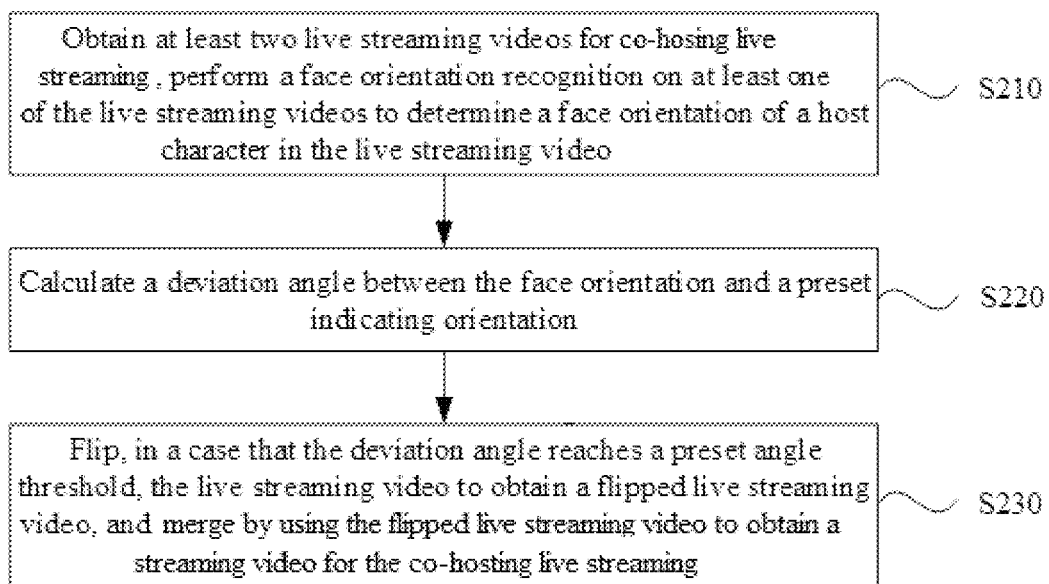 Obtain at least two live streaming videos for co-hosing live
streaming, perform a face orientation recognition on at least one
of the live streaming videos to determine a face orientation of a host
character in the live streaming video
S210
Calculate a deviation angle between the face orientation and a preset
indicating orientation
S220
Flip, in a case that the deviation angle reaches a preset angle
threshold, the live streaming video to obtain a flipped live streaming
video, and merge by using the flipped live streaming video to obtain a
streaming video for the co-hosting live streaming
S230